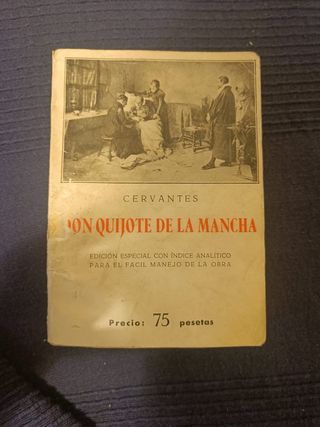 CERVANTES
DON QUIJOTE DE LA MANCHA
EDICIÓN ESPECIAL CON ÍNDICE ANALÍTICO
PARA EL FACIL MANEJO DE LA OBRA
Precio: 75 pesetas